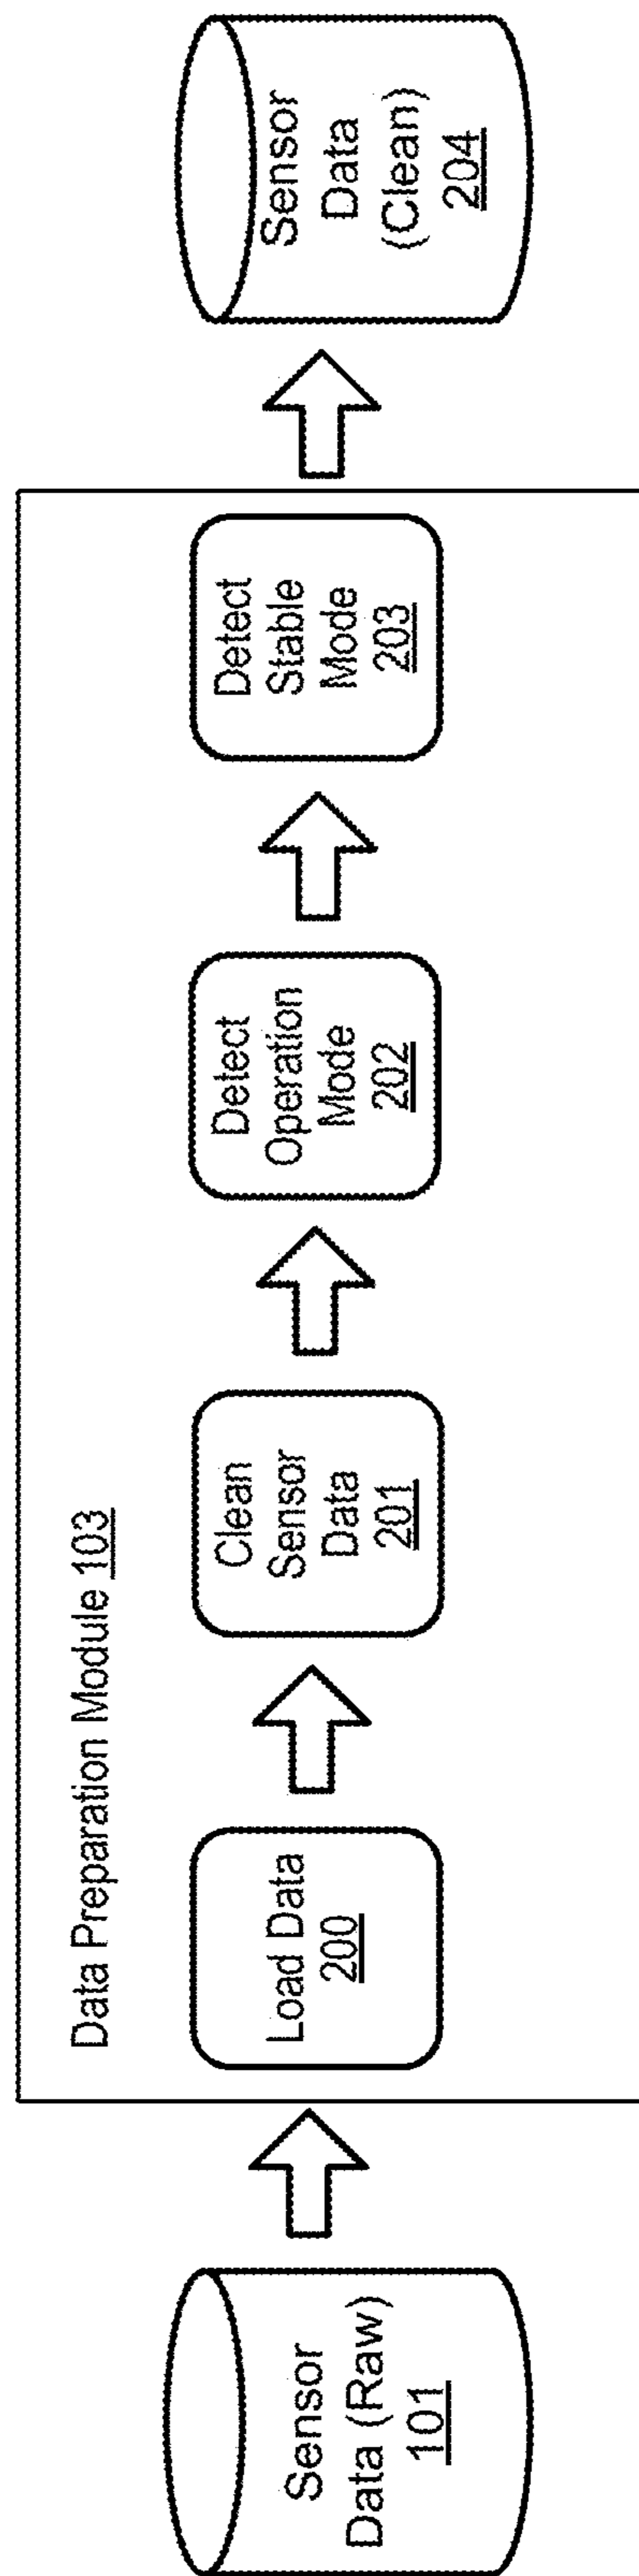 Data Preparation Module 103
Sensor
Data (Raw)
101
Load Data
200
Clean
Sensor
Data
201
Detect
Operation
Mode
202
Detect
Stable
Mode
203
Sensor
Data
(Clean)
204